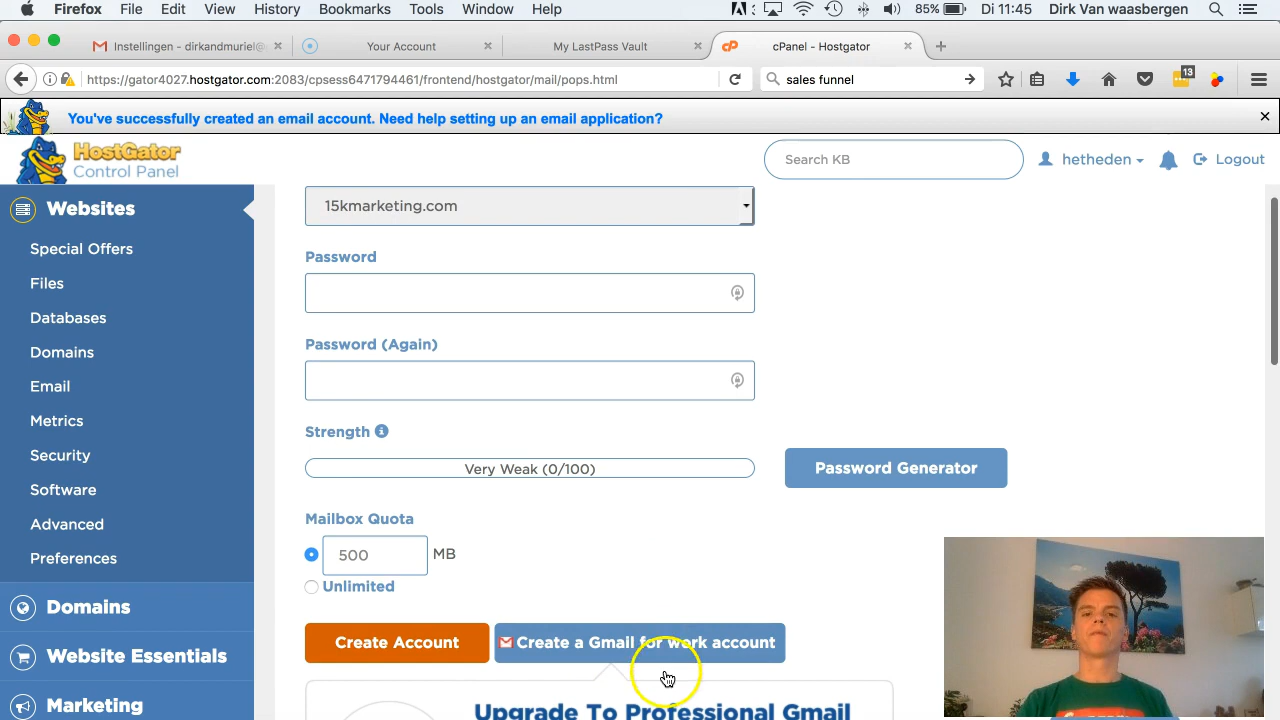 Firefox File Edit View History Bookmarks Tools Window Help 85% Di 11:45 Dirk Van waasbergen
Instellingen - dirkandmuriel@ Your Account My LastPass Vault cPanel - Hostgator
https://gator4027.hostgator.com:2083/cpsess6471794461/frontend/hostgator/mail/pops.html sales funnel 13
You've successfully created an email account. Need help setting up an email application?
HostGator
Control Panel
Search KB
hetheden
Logout
Websites
Special Offers
Files
Databases
Domains
Email
Metrics
Security
Software
Advanced
Preferences
Domains
Website Essentials
Marketing
15kmarketing.com
Password
Password (Again)
Strength
Very Weak (0/100)
Password Generator
Mailbox Quota
500 MB
Unlimited
Create Account
Create a Gmail for work account
Upgrade To Professional Gmail